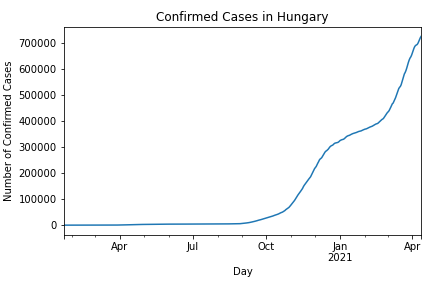 Confirmed Cases in Hungary
Number of Confirmed Cases
700000
600000
500000
400000
300000
200000
100000
0
Apr
Jul
Oct
Jan
2021
Apr
Day